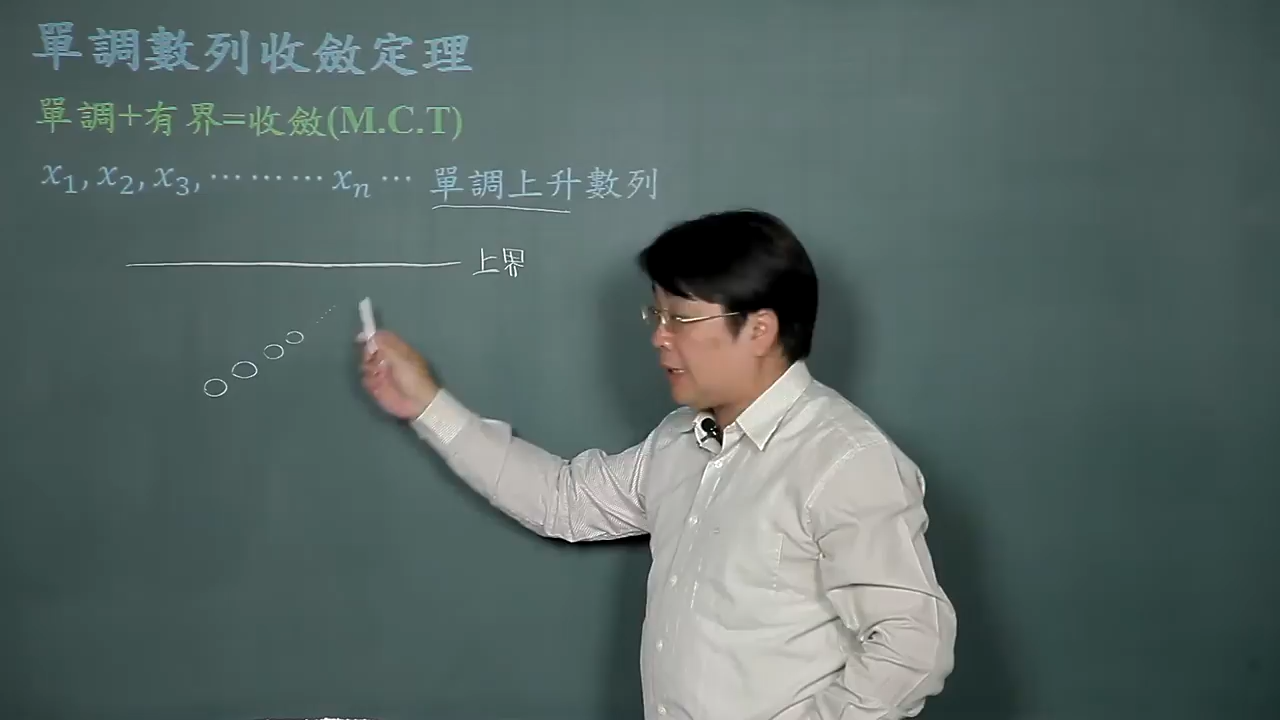 單調數列收斂定理
單調+有界=收斂(M.C.T)
x₁, x₂, x₃, ⋯⋯⋯ xₙ ⋯ 單調上升數列
上界